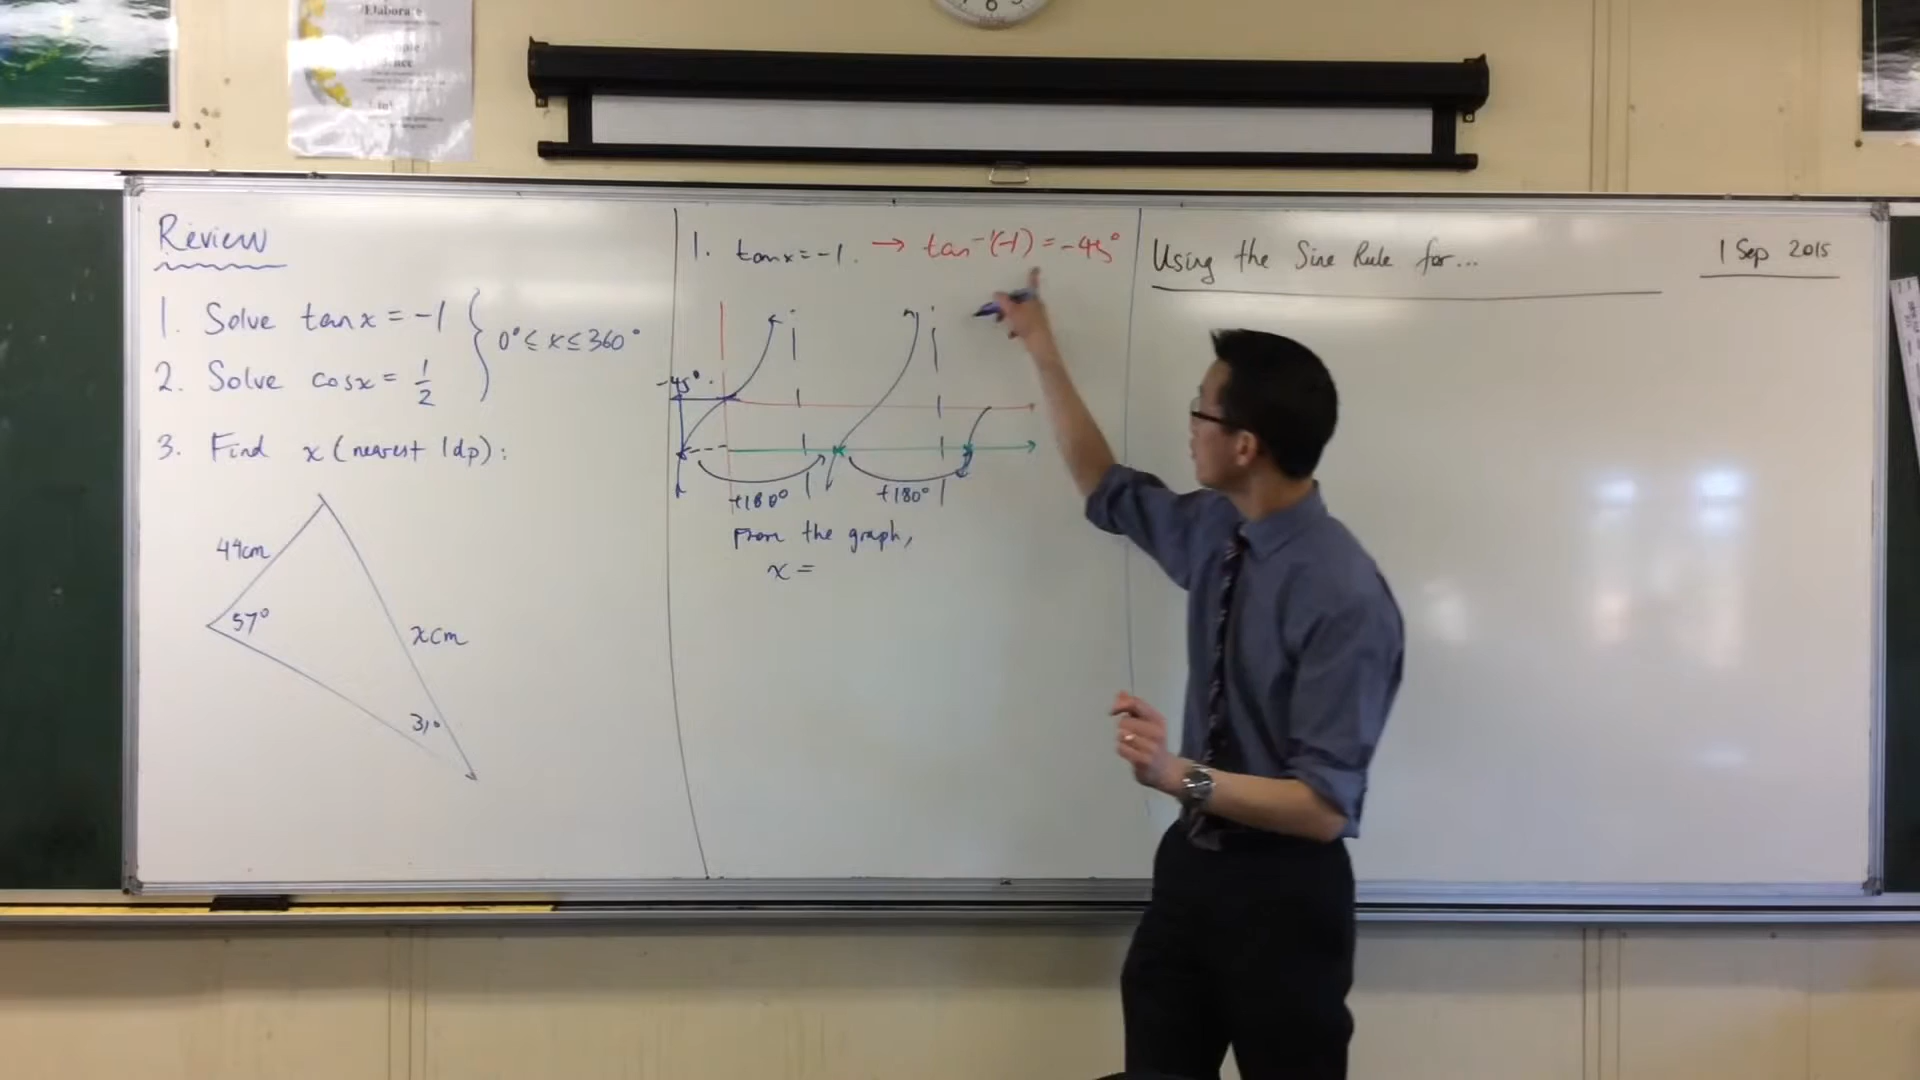 Elaborate
Review
1. Solve tan x = -1
2. Solve cos x = 1/2
0° ≤ x ≤ 360°
3. Find x (nearest 1dp):
44cm
57°
x cm
31°
1. tan x = -1. → tan⁻¹(-1) = -45°
-45°
+180° +180°
From the graph,
x =
Using the Sine Rule for...
1 Sep 2015
6